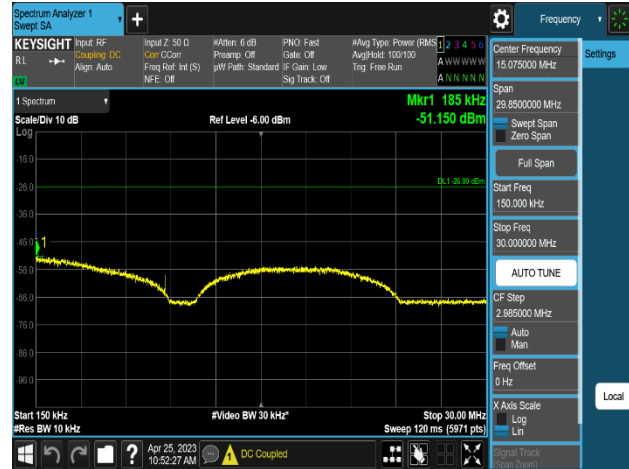 Spectrum Analyzer 1
Swept SA
+
Frequency
KEYSIGHT
Input: RF
Coupling: DC
Align: Auto
Input Z: 50 Ω
Corr CCorr
Freq Ref: Int (S)
NFE: Off
#Atten: 6 dB
Preamp: Off
µW Path: Standard
PNO: Fast
Gate: Off
IF Gain: Low
Sig Track: Off
#Avg Type: Power (RMS
Avg|Hold: 100/100
Trig: Free Run
1 2 3 4 5 6
A W W W W W
A N N N N N
R L
LW
1 Spectrum
Scale/Div 10 dB
Ref Level -6.00 dBm
Mkr1 185 kHz
-51.150 dBm
Log
-16.0
-26.0
-36.0
-46.0
-56.0
-66.0
-76.0
-86.0
-96.0
DL1 -26.00 dBm
1
Start 150 kHz
#Res BW 10 kHz
#Video BW 30 kHz*
Stop 30.00 MHz
Sweep 120 ms (5971 pts)
Center Frequency
15.075000 MHz
Settings
Span
29.8500000 MHz
Swept Span
Zero Span
Full Span
Start Freq
150.000 kHz
Stop Freq
30.000000 MHz
AUTO TUNE
CF Step
2.985000 MHz
Auto
Man
Freq Offset
0 Hz
X Axis Scale
Log
Lin
Local
Signal Track
(Span Zoom)
?
Apr 25, 2023
10:52:27 AM
DC Coupled